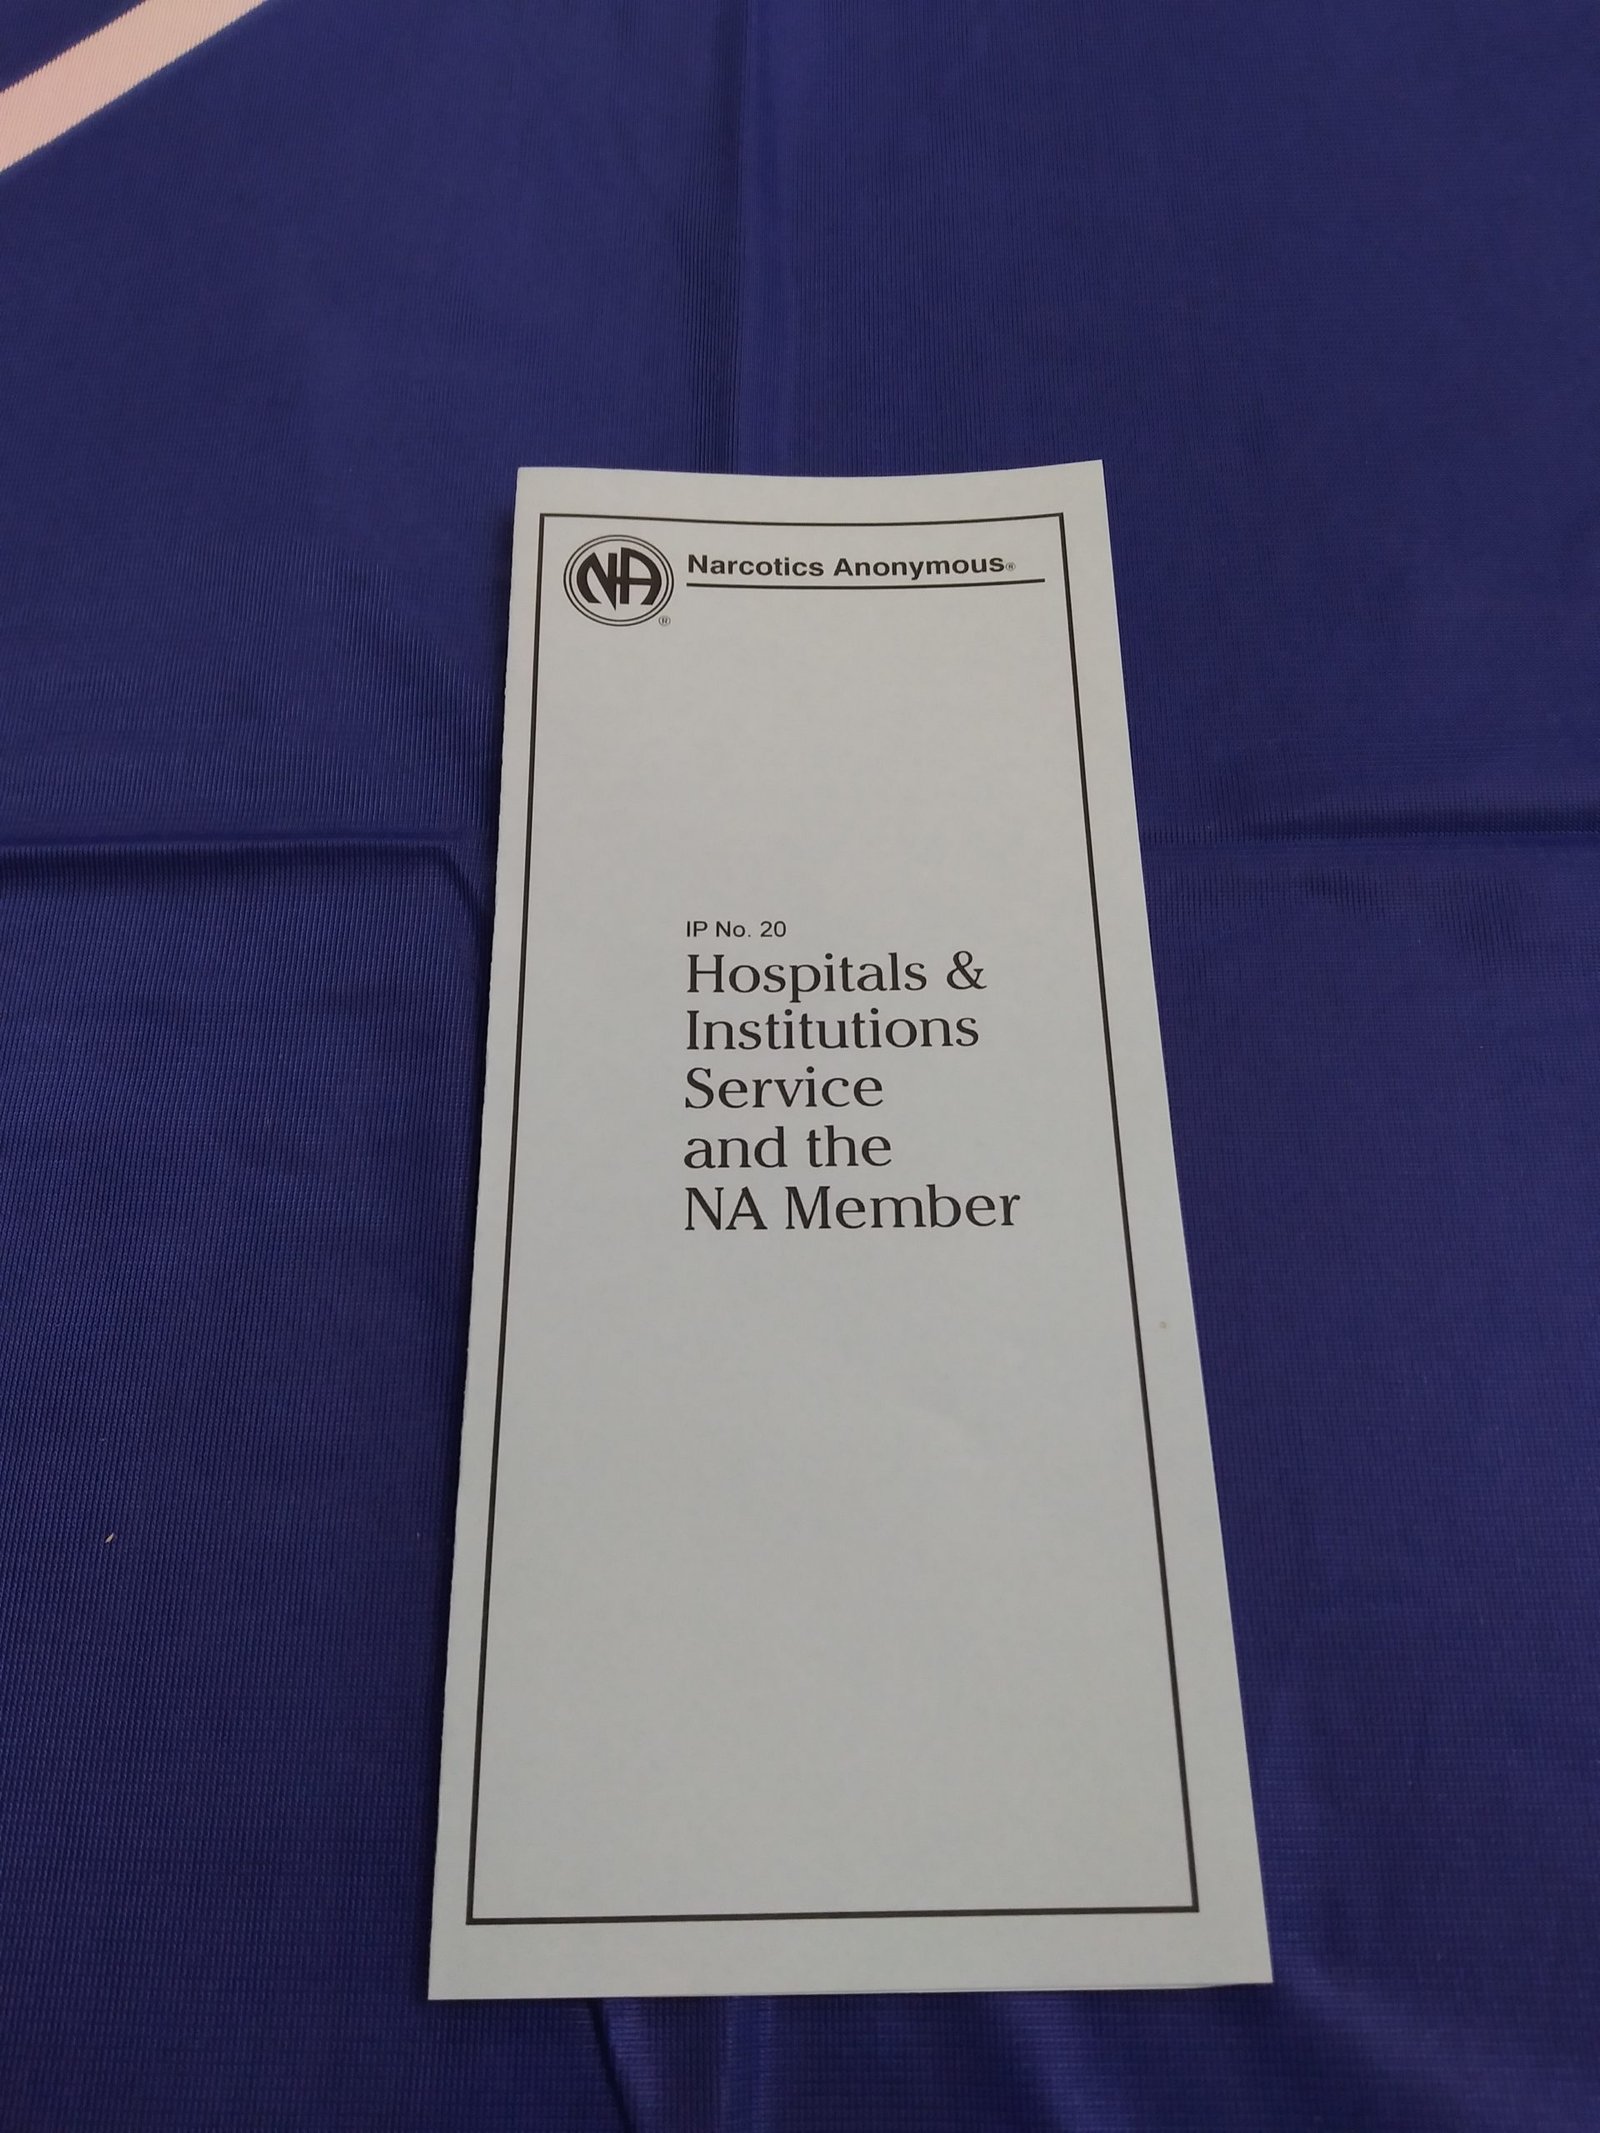 NA
®
Narcotics Anonymous®
IP No. 20
Hospitals &
Institutions
Service
and the
NA Member